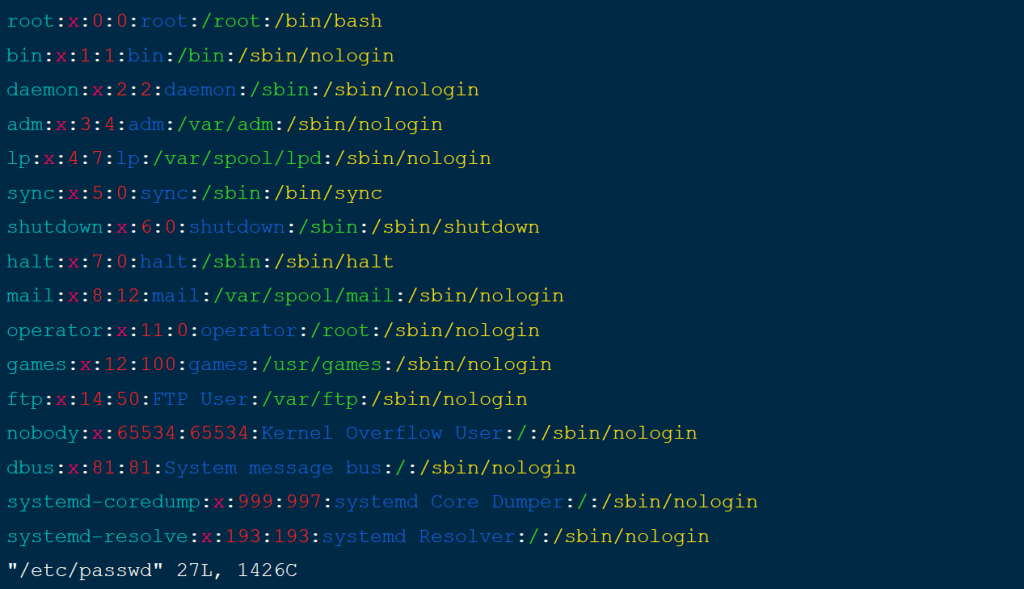 root:x:0:0:root:/root:/bin/bash
bin:x:1:1:bin:/bin:/sbin/nologin
daemon:x:2:2:daemon:/sbin:/sbin/nologin
adm:x:3:4:adm:/var/adm:/sbin/nologin
lp:x:4:7:lp:/var/spool/lpd:/sbin/nologin
sync:x:5:0:sync:/sbin:/bin/sync
shutdown:x:6:0:shutdown:/sbin:/sbin/shutdown
halt:x:7:0:halt:/sbin:/sbin/halt
mail:x:8:12:mail:/var/spool/mail:/sbin/nologin
operator:x:11:0:operator:/root:/sbin/nologin
games:x:12:100:games:/usr/games:/sbin/nologin
ftp:x:14:50:FTP User:/var/ftp:/sbin/nologin
nobody:x:65534:65534:Kernel Overflow User:/:/sbin/nologin
dbus:x:81:81:System message bus:/:/sbin/nologin
systemd-coredump:x:999:997:systemd Core Dumper:/:/sbin/nologin
systemd-resolve:x:193:193:systemd Resolver:/:/sbin/nologin
"/etc/passwd" 27L, 1426C